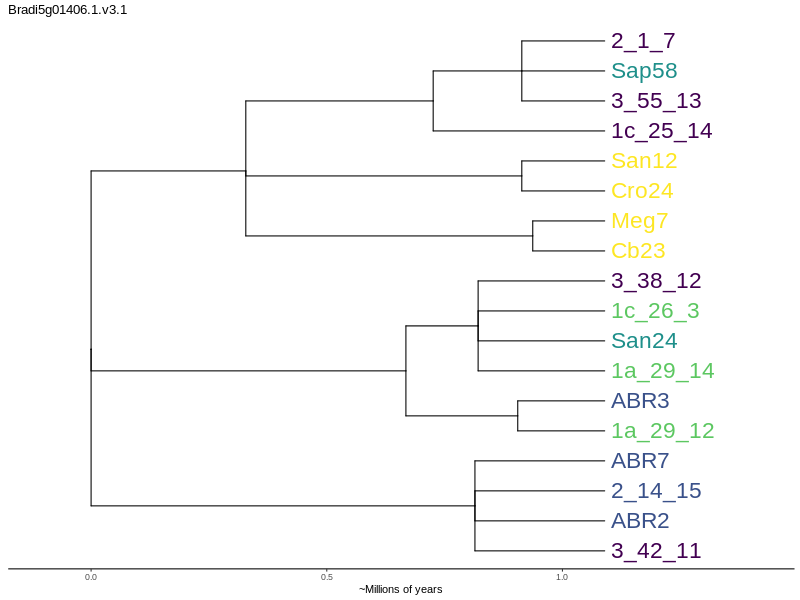 Bradi5g01406.1.v3.1
2_1_7
Sap58
3_55_13
1c_25_14
San12
Cro24
Meg7
Cb23
3_38_12
1c_26_3
San24
1a_29_14
ABR3
1a_29_12
ABR7
2_14_15
ABR2
3_42_11
0.0 0.5 1.0
~Millions of years